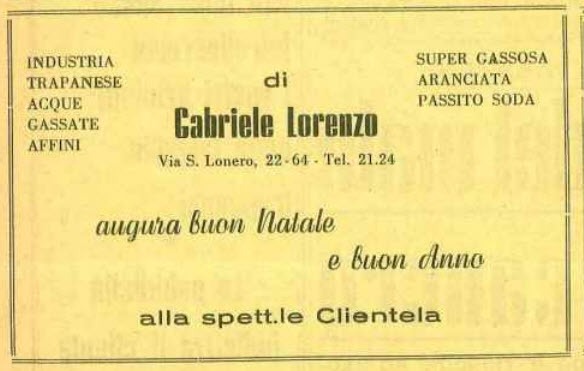 INDUSTRIA
TRAPANESE
ACQUE
GASSATE
AFFINI
SUPER GASSOSA
ARANCIATA
PASSITO SODA
di
Gabriele Lorenzo
Via S. Lonero, 22-64 - Tel. 21.24
augura buon Natale
e buon Anno
alla spett.le Clientela